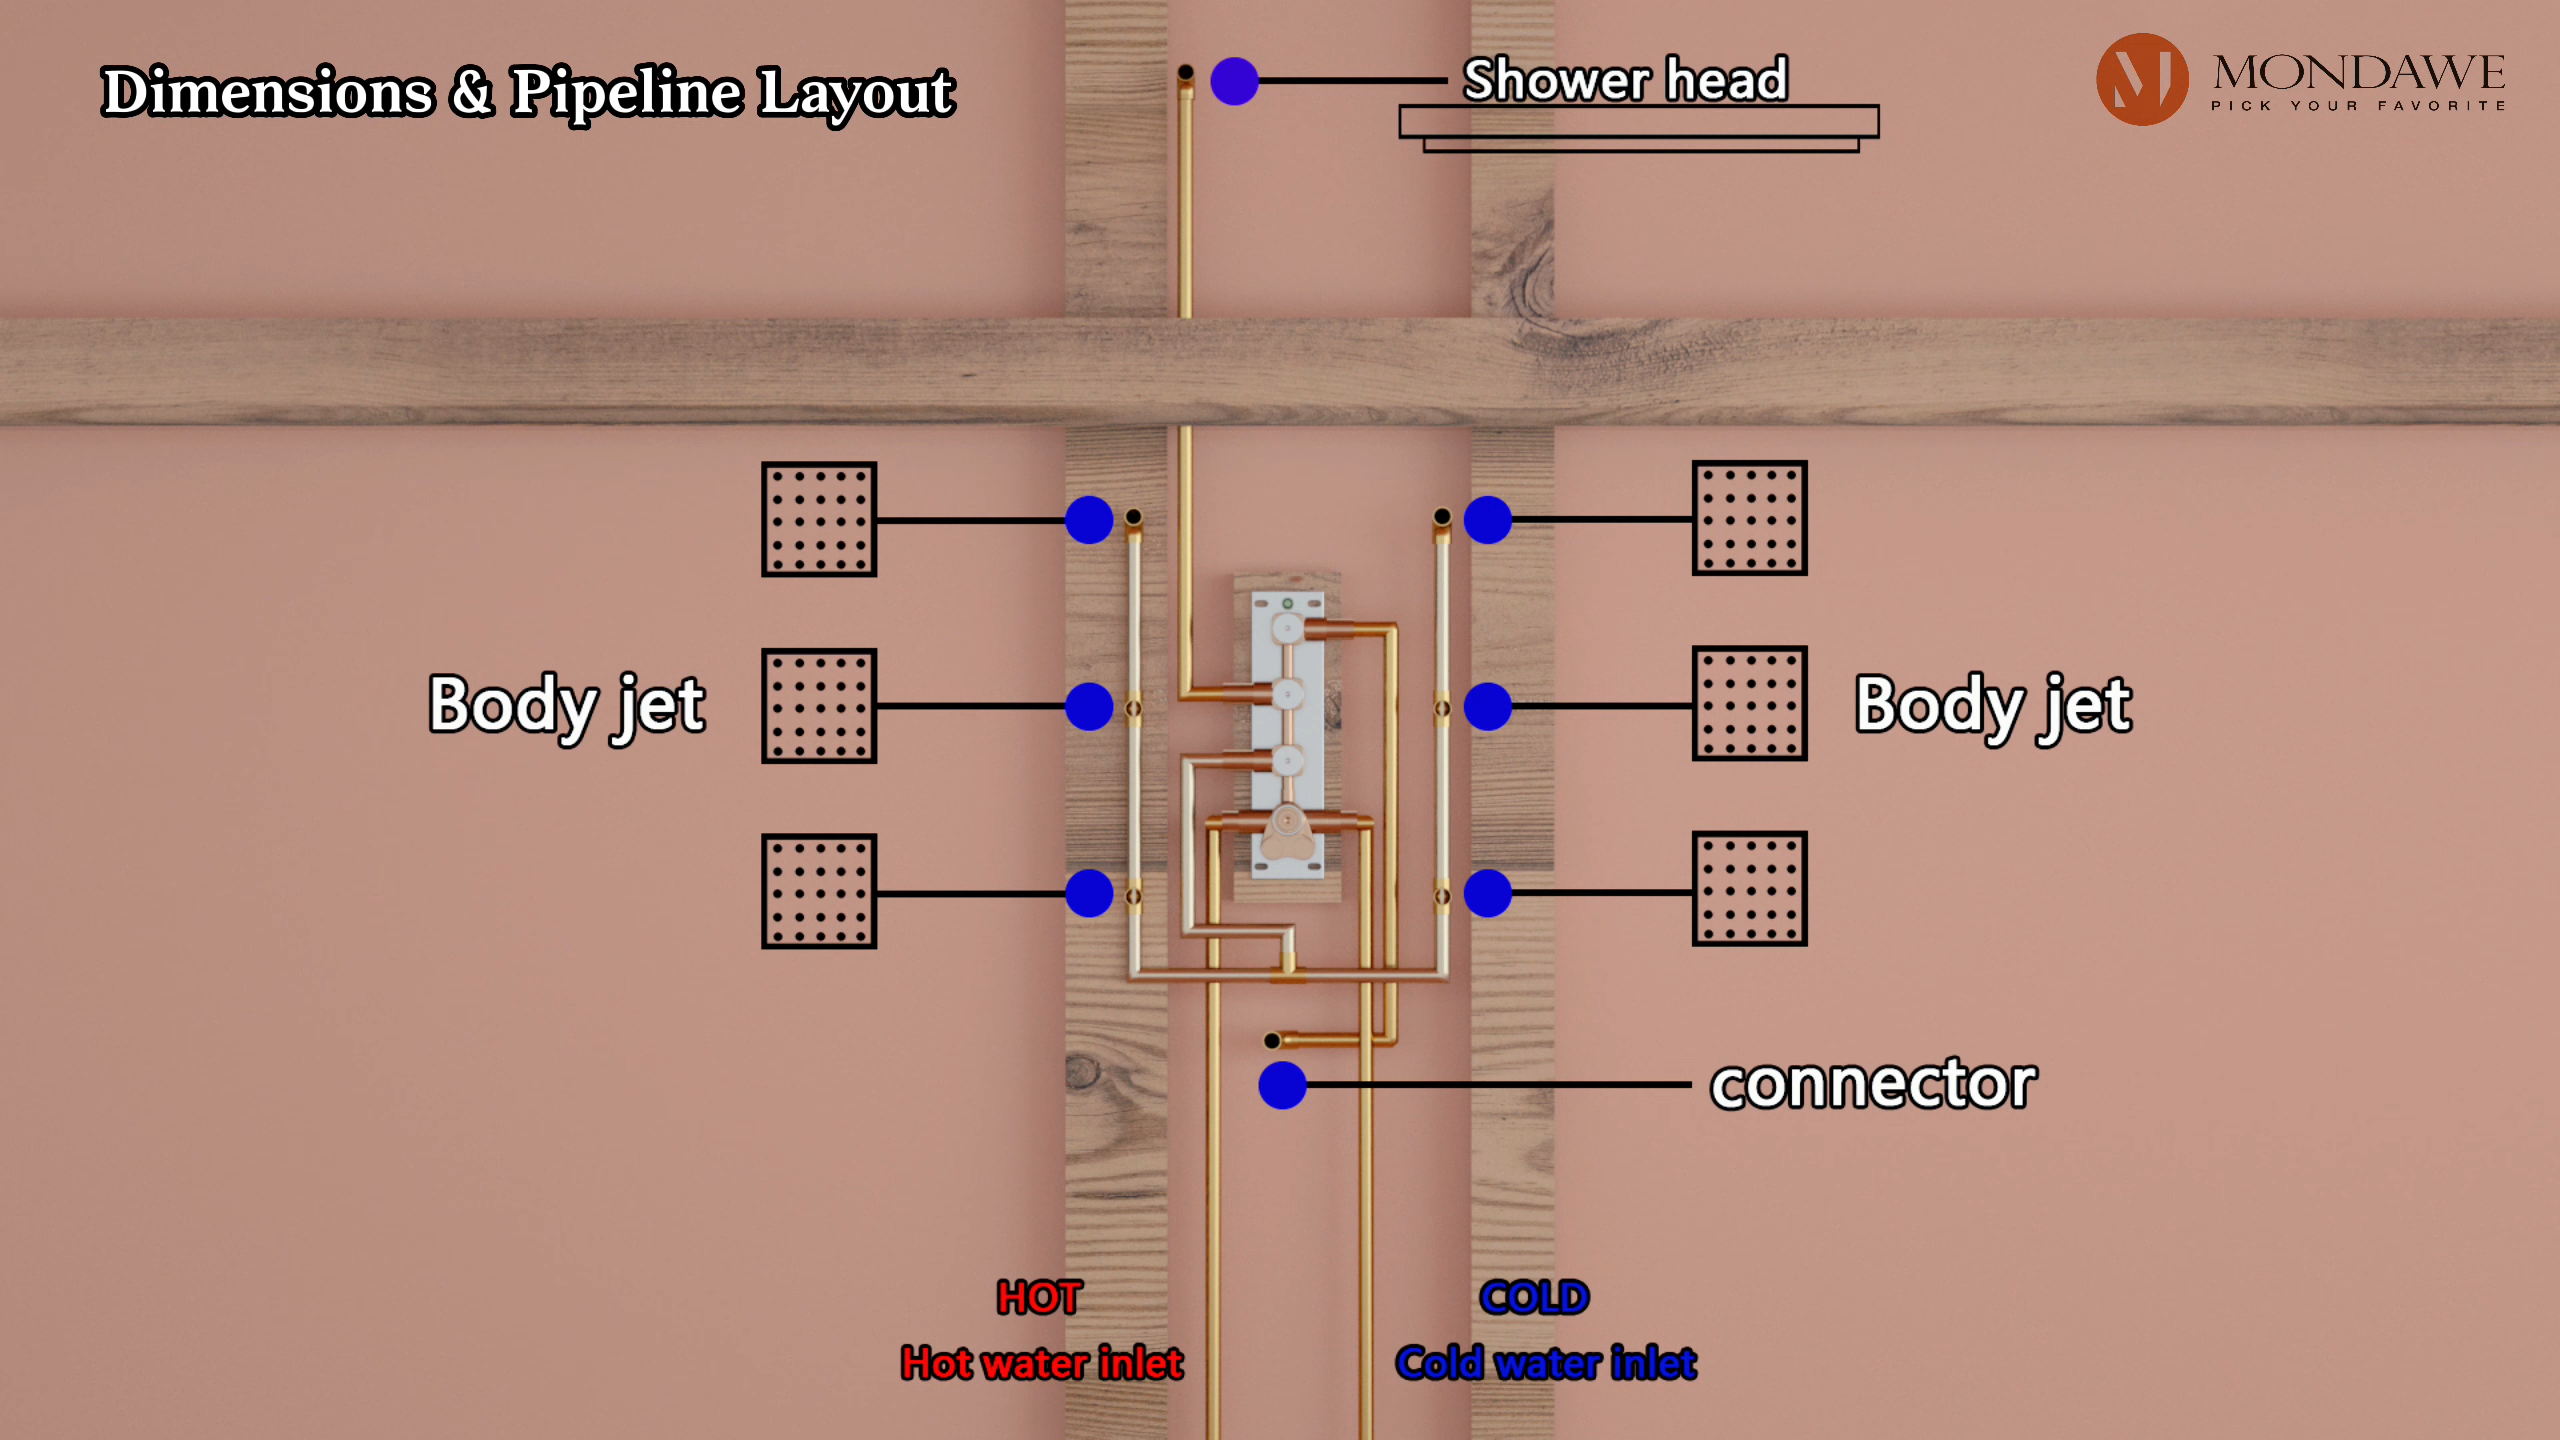 Dimensions & Pipeline Layout
Shower head
MONDAWE
PICK YOUR FAVORITE
Body jet
Body jet
connector
HOT
Hot water inlet
COLD
Cold water inlet